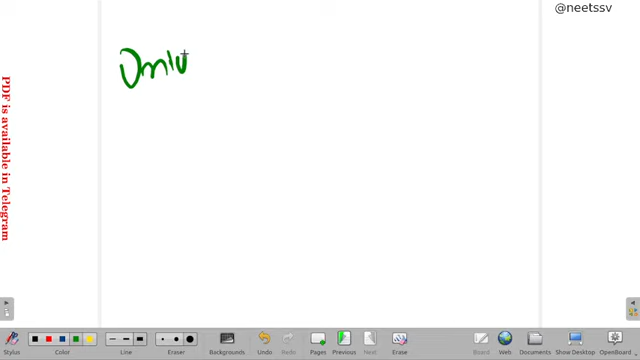 @neetssv
PDF is available in Telegram
Stylus
Color
Line
Eraser
Backgrounds
Undo
Redo
Pages
Previous
Next
Erase
Board
Web
Documents
Show Desktop
OpenBoard